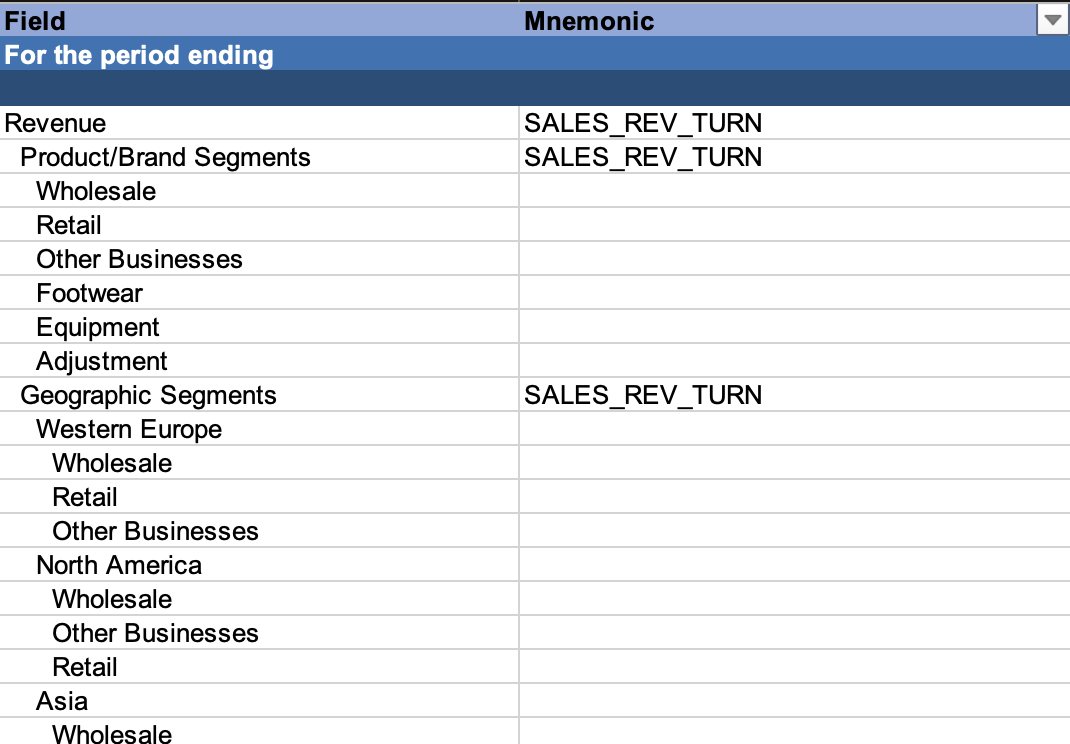 Field Mnemonic
For the period ending
Revenue SALES_REV_TURN
Product/Brand Segments SALES_REV_TURN
Wholesale
Retail
Other Businesses
Footwear
Equipment
Adjustment
Geographic Segments SALES_REV_TURN
Western Europe
Wholesale
Retail
Other Businesses
North America
Wholesale
Other Businesses
Retail
Asia
Wholesale